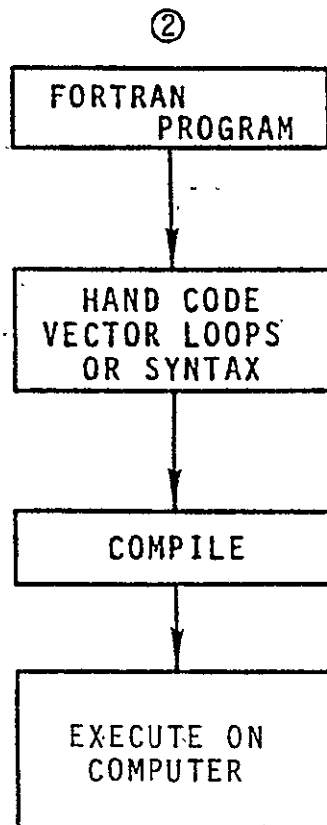 ②
FORTRAN
PROGRAM
HAND CODE
VECTOR LOOPS
OR SYNTAX
COMPILE
EXECUTE ON
COMPUTER